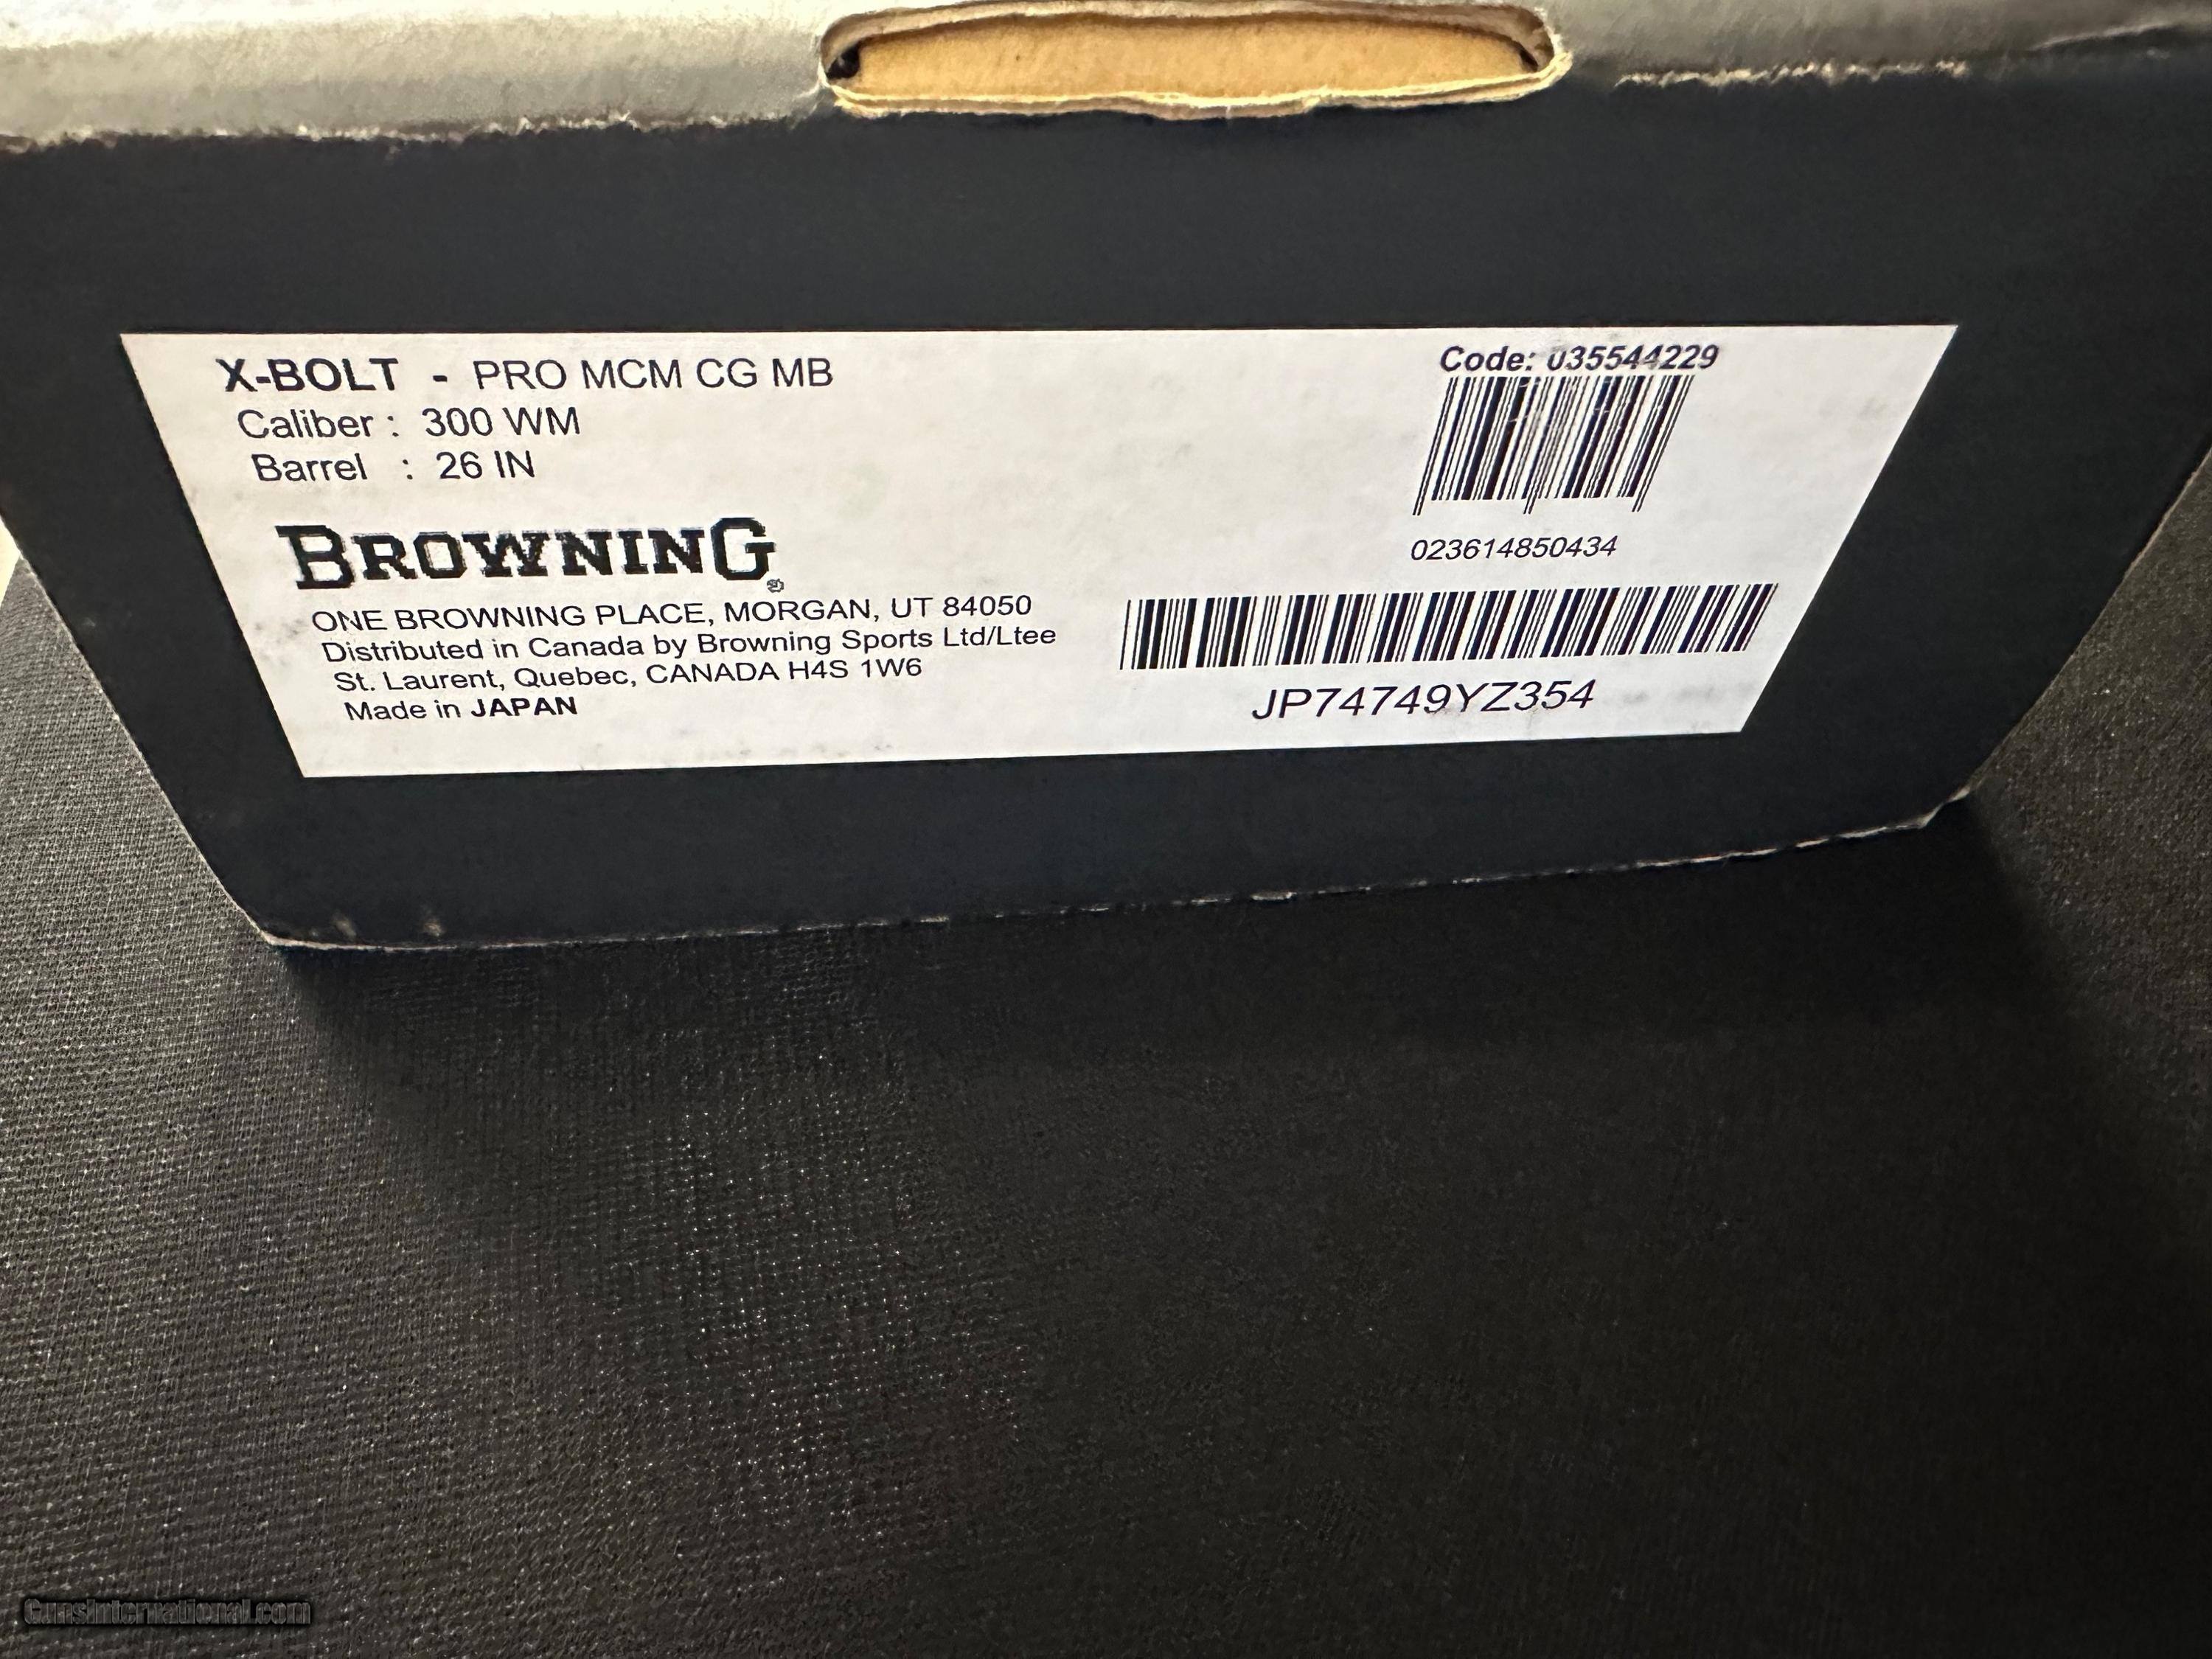 X-BOLT - PRO MCM CG MB
Caliber : 300 WM
Barrel : 26 IN
BROWNING®
ONE BROWNING PLACE, MORGAN, UT 84050
Distributed in Canada by Browning Sports Ltd/Ltee
St. Laurent, Quebec, CANADA H4S 1W6
Made in JAPAN
Code: 035544229
023614850434
JP74749YZ354
GunsInternational.com